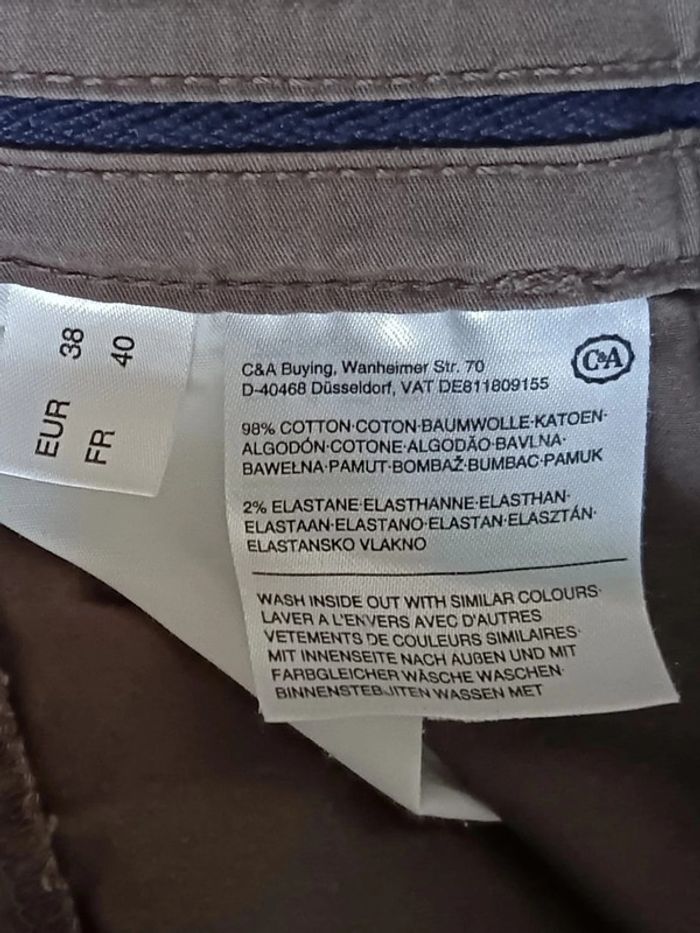 EUR 38
FR 40
C&A
C&A Buying, Wanheimer Str. 70
D-40468 Düsseldorf, VAT DE811809155
98% COTTON·COTON·BAUMWOLLE·KATOEN·
ALGODÓN·COTONE·ALGODÃO·BAVLNA·
BAWEŁNA·PAMUT·BOMBAŽ·BUMBAC·PAMUK
2% ELASTANE·ELASTHANNE·ELASTHAN·
ELASTAAN·ELASTANO·ELASTAN·ELASZTÁN·
ELASTANSKO VLAKNO
WASH INSIDE OUT WITH SIMILAR COLOURS·
LAVER A L'ENVERS AVEC D'AUTRES
VETEMENTS DE COULEURS SIMILAIRES·
MIT INNENSEITE NACH AUßEN UND MIT
FARBGLEICHER WÄSCHE WASCHEN·
BINNENSTEBUITEN WASSEN MET